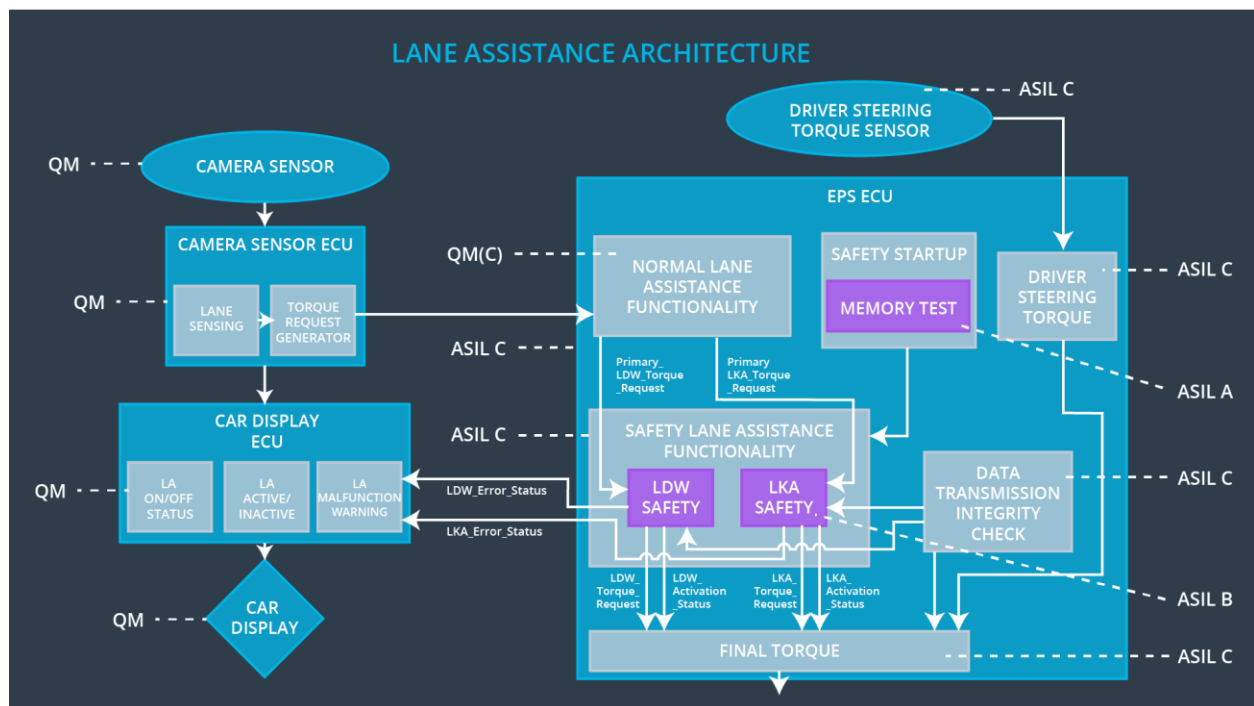 LANE ASSISTANCE ARCHITECTURE
ASIL C
DRIVER STEERING
TORQUE SENSOR
QM
CAMERA SENSOR
EPS ECU
CAMERA SENSOR ECU
QM
LANE
SENSING
TORQUE
REQUEST
GENERATOR
QM(C)
NORMAL LANE
ASSISTANCE
FUNCTIONALITY
SAFETY STARTUP
MEMORY TEST
DRIVER
STEERING
TORQUE
ASIL C
ASIL C
Primary_
LDW_Torque
_Request
Primary
LKA_Torque
_Request
ASIL A
CAR DISPLAY
ECU
QM
LA
ON/OFF
STATUS
LA
ACTIVE/
INACTIVE
LA
MALFUNCTION
WARNING
ASIL C
SAFETY LANE ASSISTANCE
FUNCTIONALITY
LDW
SAFETY
LKA
SAFETY
LDW_Error_Status
LKA_Error_Status
DATA
TRANSMISSION
INTEGRITY
CHECK
ASIL C
LDW_
Torque_
Request
LDW_
Activation
_Status
LKA_
Torque_
Request
LKA_
Activation
_Status
ASIL B
QM
CAR
DISPLAY
FINAL TORQUE
ASIL C